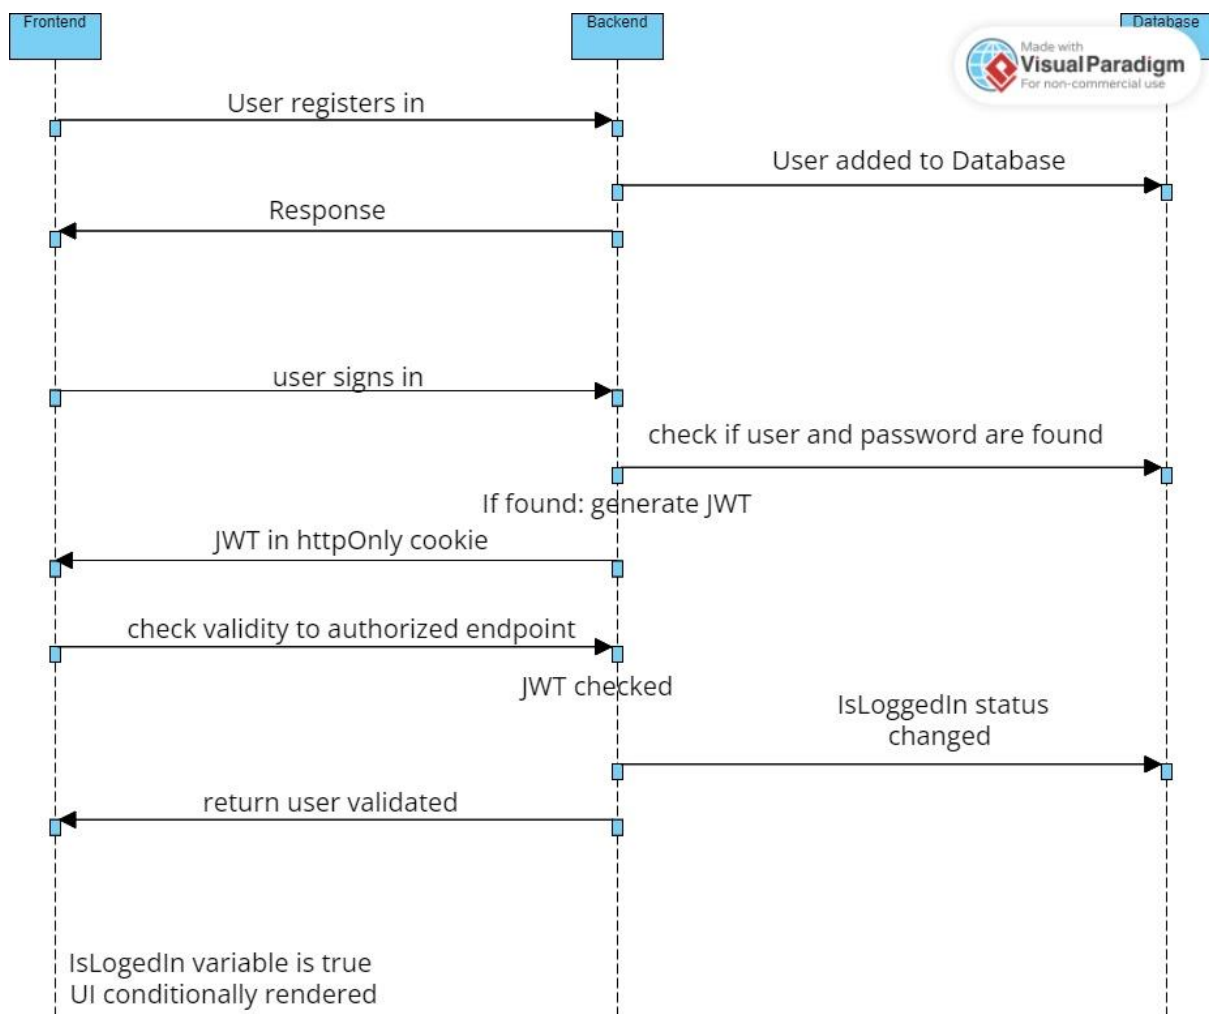 Frontend
Backend
Database
Made with
Visual Paradigm
For non-commercial use
User registers in
User added to Database
Response
user signs in
check if user and password are found
If found: generate JWT
JWT in httpOnly cookie
check validity to authorized endpoint
JWT checked
IsLoggedIn status
changed
return user validated
IsLogedIn variable is true
UI conditionally rendered